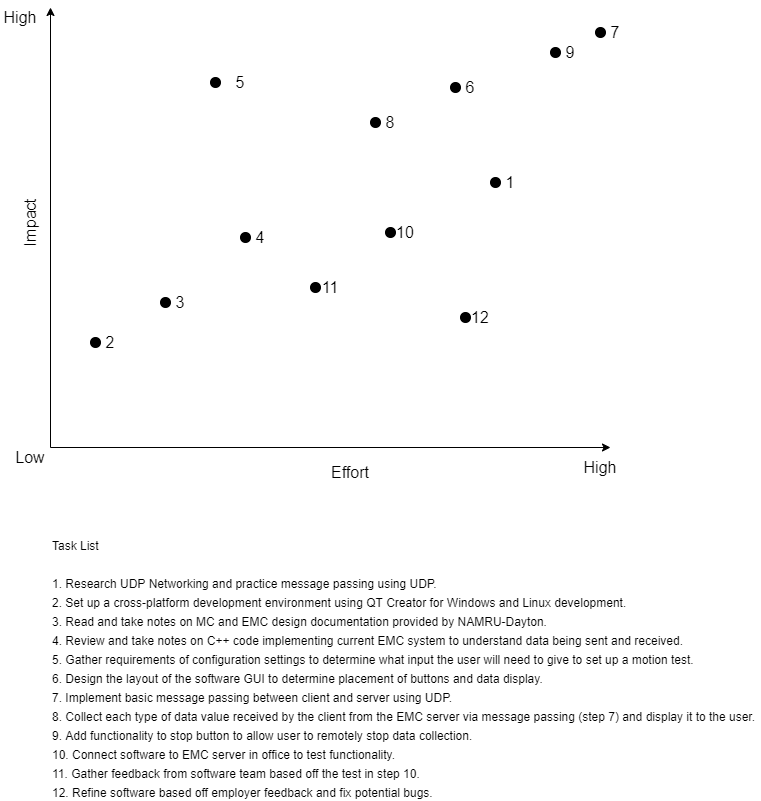 High
7
9
5
6
8
1
Impact
4
10
11
3
12
2
Low
Effort
High
Task List
1. Research UDP Networking and practice message passing using UDP.
2. Set up a cross-platform development environment using QT Creator for Windows and Linux development.
3. Read and take notes on MC and EMC design documentation provided by NAMRU-Dayton.
4. Review and take notes on C++ code implementing current EMC system to understand data being sent and received.
5. Gather requirements of configuration settings to determine what input the user will need to give to set up a motion test.
6. Design the layout of the software GUI to determine placement of buttons and data display.
7. Implement basic message passing between client and server using UDP.
8. Collect each type of data value received by the client from the EMC server via message passing (step 7) and display it to the user.
9. Add functionality to stop button to allow user to remotely stop data collection.
10. Connect software to EMC server in office to test functionality.
11. Gather feedback from software team based off the test in step 10.
12. Refine software based off employer feedback and fix potential bugs.